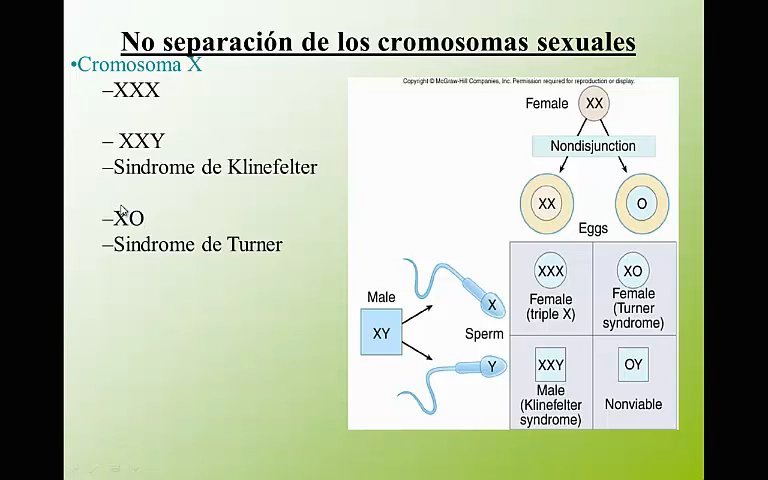 No separación de los cromosomas sexuales
•Cromosoma X
–XXX
– XXY
–Sindrome de Klinefelter
–XO
–Sindrome de Turner
Copyright © McGraw-Hill Companies, Inc. Permission required for reproduction or display.
Female XX
Nondisjunction
XX O
Eggs
Male
XY
Sperm
X
Y
XXX
Female
(triple X)
XO
Female
(Turner
syndrome)
XXY
Male
(Klinefelter
syndrome)
OY
Nonviable